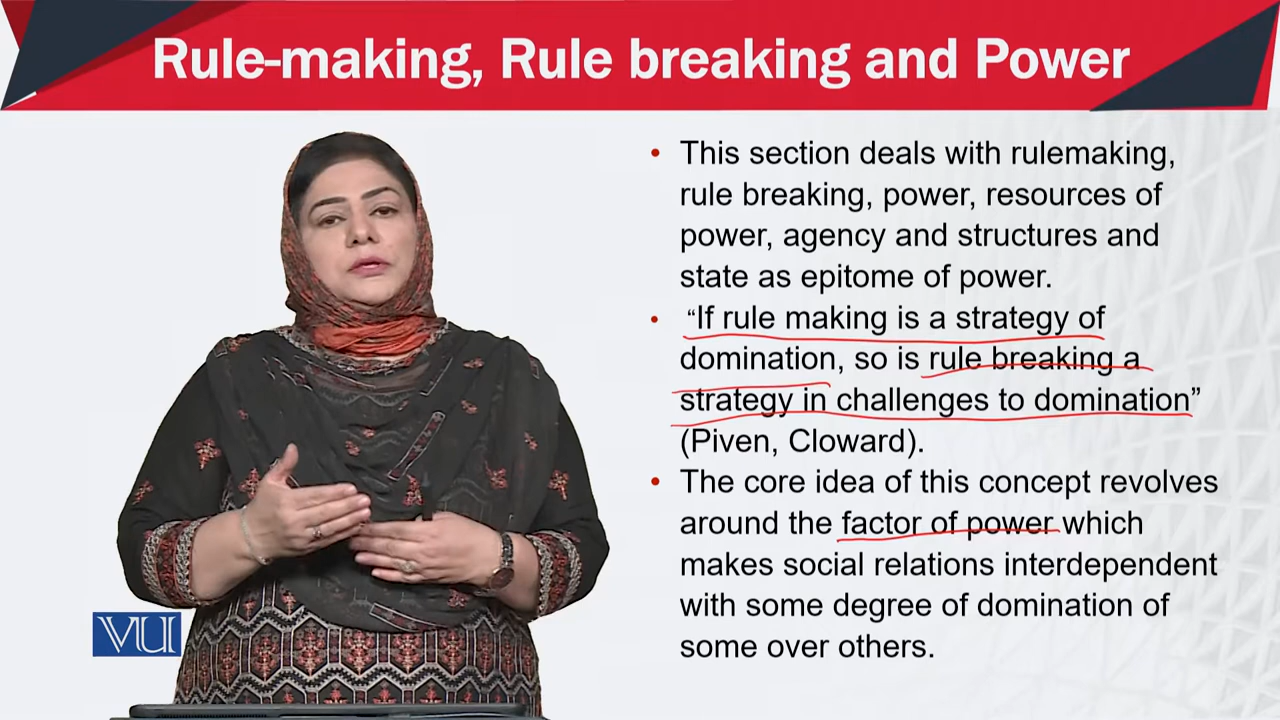 Rule-making, Rule breaking and Power
• This section deals with rulemaking,
rule breaking, power, resources of
power, agency and structures and
state as epitome of power.
• “If rule making is a strategy of
domination, so is rule breaking a
strategy in challenges to domination”
(Piven, Cloward).
• The core idea of this concept revolves
around the factor of power which
makes social relations interdependent
with some degree of domination of
some over others.
VU